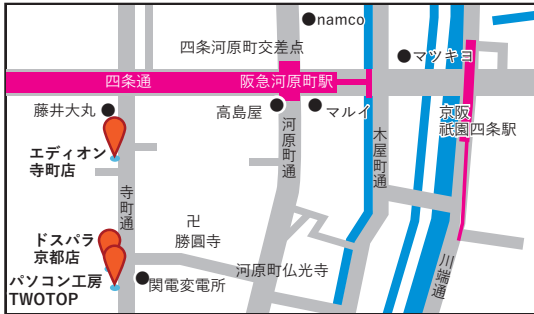 namco
四条河原町交差点
マツキヨ
四条通
阪急河原町駅
藤井大丸
高島屋
マルイ
京阪
祇園四条駅
エディオン
寺町店
河原町通
木屋町通
寺町通
卍
勝圓寺
ドスパラ
京都店
河原町仏光寺
川端通
パソコン工房
TWOTOP
関電変電所